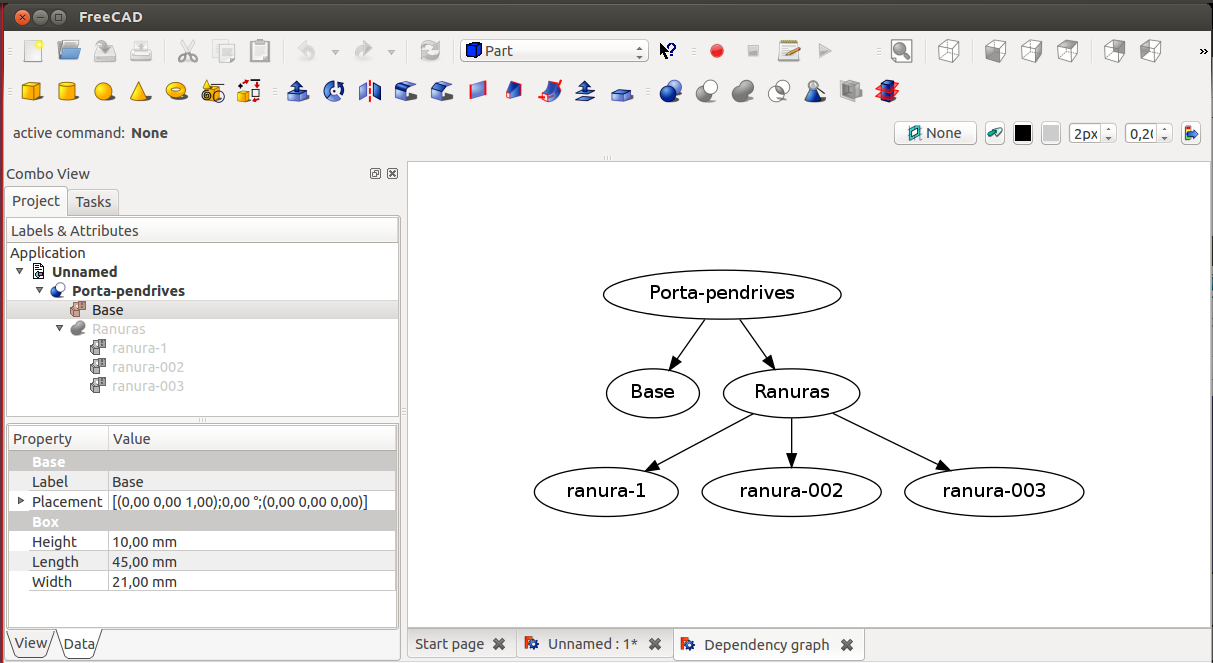 FreeCAD
Part
»
active command: None
None
2px
0,20
Combo View
Project
Tasks
Labels & Attributes
Application
Unnamed
Porta-pendrives
Base
Ranuras
ranura-1
ranura-002
ranura-003
Property Value
Base
Label Base
Placement [(0,00 0,00 1,00);0,00 °;(0,00 0,00 0,00)]
Box
Height 10,00 mm
Length 45,00 mm
Width 21,00 mm
View
Data
Porta-pendrives
Base
Ranuras
ranura-1
ranura-002
ranura-003
Start page
Unnamed : 1*
Dependency graph